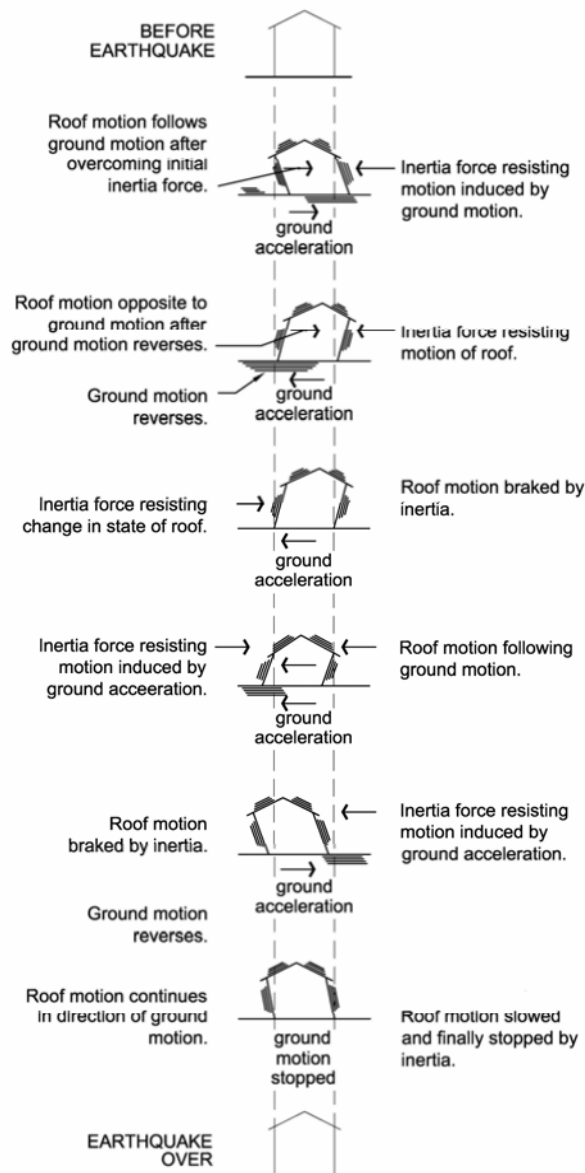 BEFORE
EARTHQUAKE
Roof motion follows
ground motion after
overcoming initial
inertia force.
Inertia force resisting
motion induced by
ground motion.
ground
acceleration
Roof motion opposite to
ground motion after
ground motion reverses.
Inertia force resisting
motion of roof.
Ground motion
reverses.
ground
acceleration
Inertia force resisting
change in state of roof.
Roof motion braked by
inertia.
ground
acceleration
Inertia force resisting
motion induced by
ground acceeration.
Roof motion following
ground motion.
ground
acceleration
Roof motion
braked by inertia.
Inertia force resisting
motion induced by
ground acceleration.
ground
acceleration
Ground motion
reverses.
Roof motion continues
in direction of ground
motion.
Roof motion slowed
and finally stopped by
inertia.
ground
motion
stopped
EARTHQUAKE
OVER